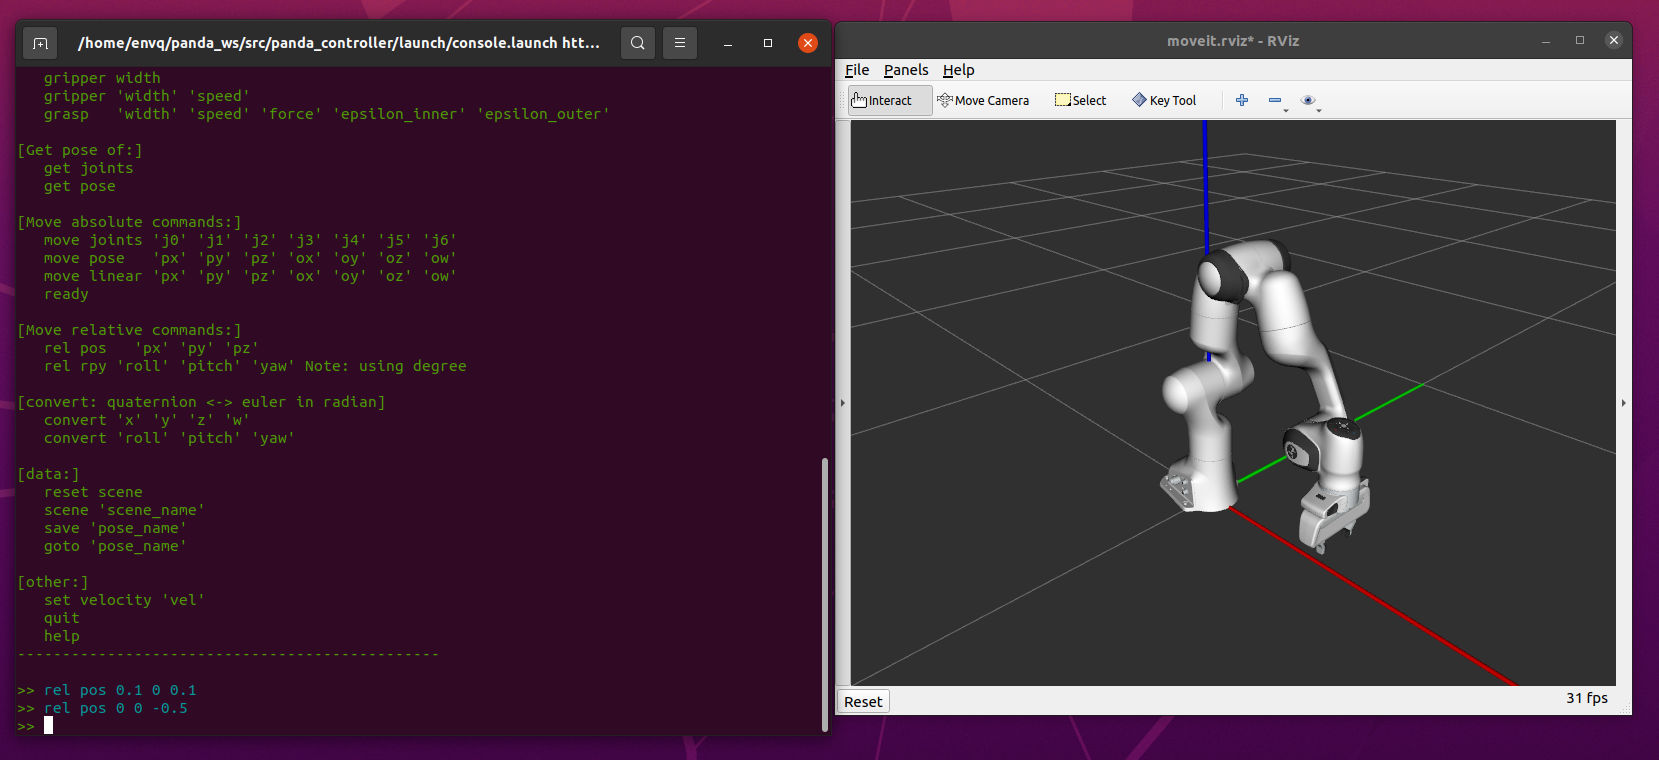 /home/envq/panda_ws/src/panda_controller/launch/console.launch htt...
gripper width
gripper 'width' 'speed'
grasp   'width' 'speed' 'force' 'epsilon_inner' 'epsilon_outer'
[Get pose of:]
get joints
get pose
[Move absolute commands:]
move joints 'j0' 'j1' 'j2' 'j3' 'j4' 'j5' 'j6'
move pose   'px' 'py' 'pz' 'ox' 'oy' 'oz' 'ow'
move linear 'px' 'py' 'pz' 'ox' 'oy' 'oz' 'ow'
ready
[Move relative commands:]
rel pos   'px' 'py' 'pz'
rel rpy 'roll' 'pitch' 'yaw' Note: using degree
[convert: quaternion <-> euler in radian]
convert 'x' 'y' 'z' 'w'
convert 'roll' 'pitch' 'yaw'
[data:]
reset scene
scene 'scene_name'
save 'pose_name'
goto 'pose_name'
[other:]
set velocity 'vel'
quit
help
-----------------------------------------------
>> rel pos 0.1 0 0.1
>> rel pos 0 0 -0.5
>>
moveit.rviz* - RViz
File Panels Help
Interact Move Camera Select Key Tool
Reset
31 fps